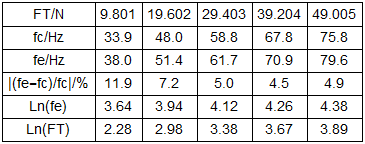 FT/N 9.801 19.602 29.403 39.204 49.005
fc/Hz 33.9 48.0 58.8 67.8 75.8
fe/Hz 38.0 51.4 61.7 70.9 79.6
|(fe−fc)/fc|/% 11.9 7.2 5.0 4.5 4.9
Ln(fe) 3.64 3.94 4.12 4.26 4.38
Ln(FT) 2.28 2.98 3.38 3.67 3.89